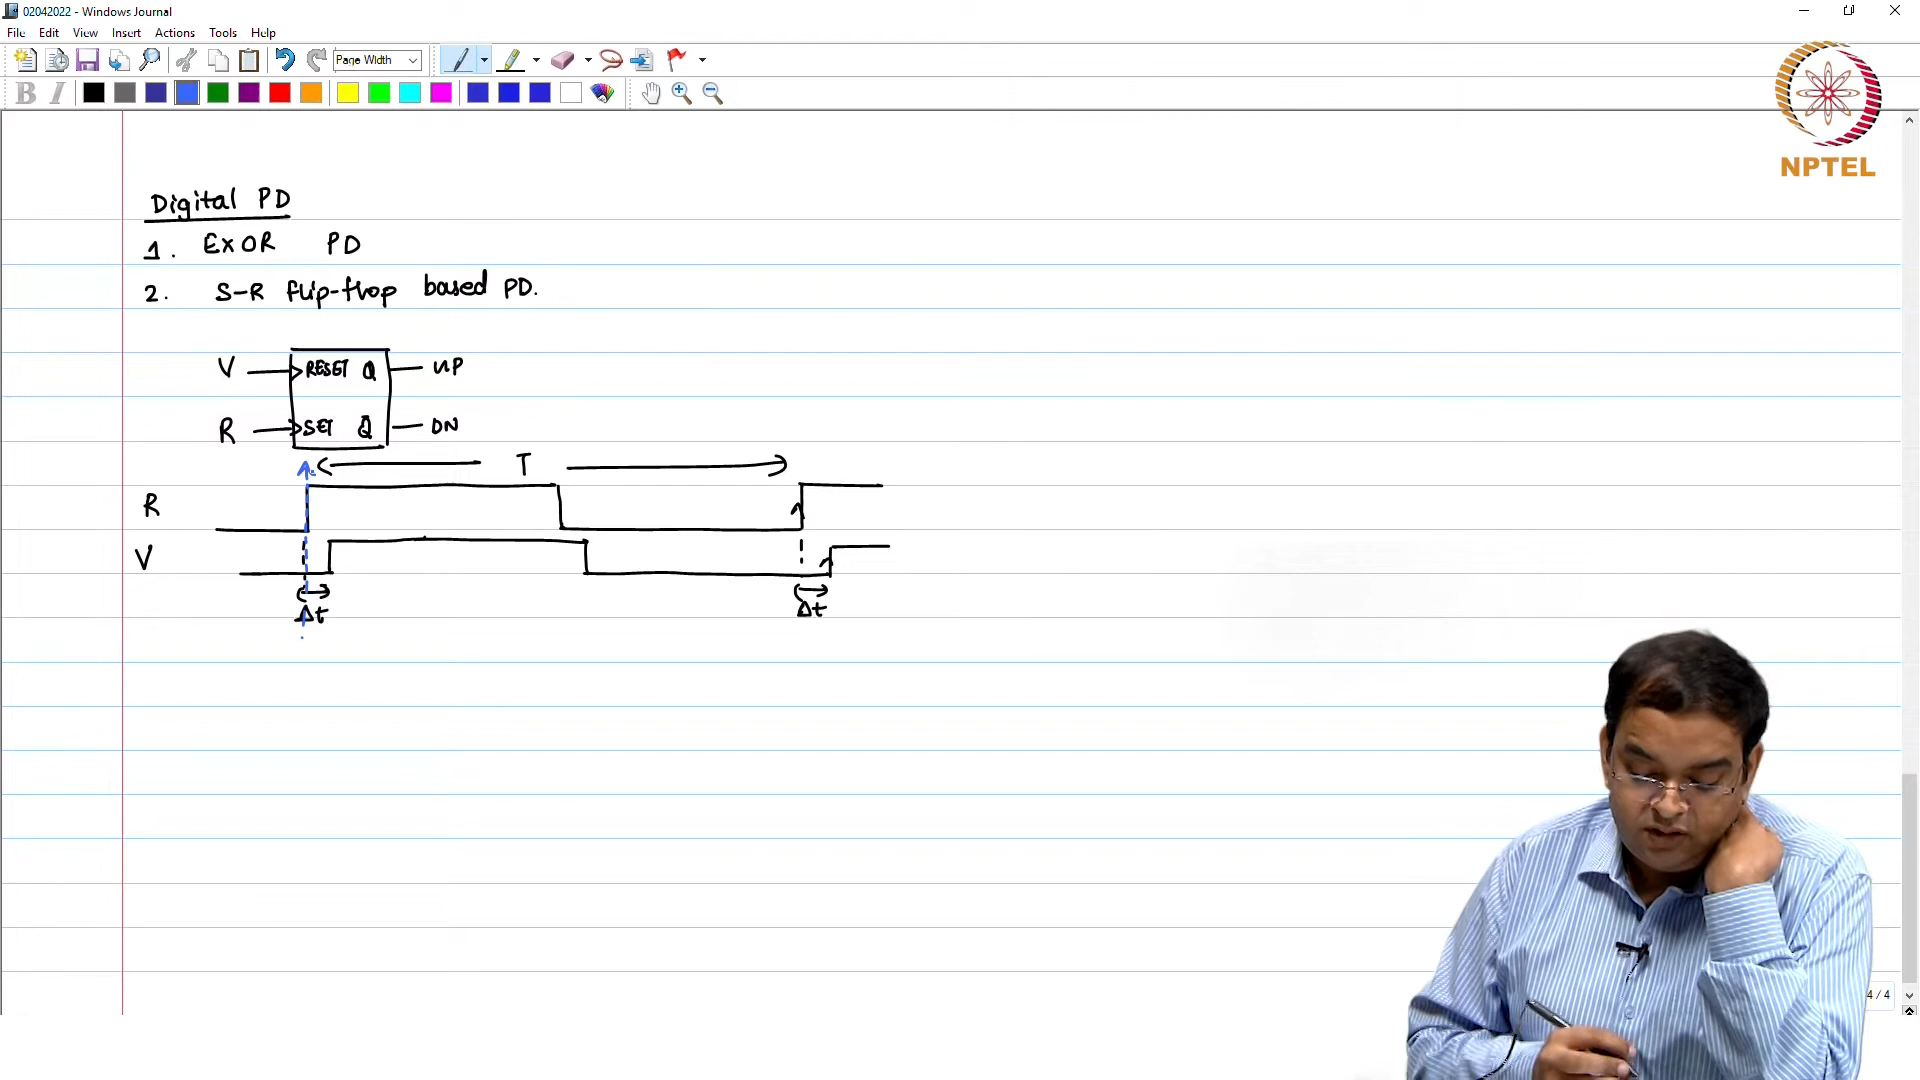 02042022 - Windows Journal
File Edit View Insert Actions Tools Help
Page Width
B I
NPTEL
Digital PD
1. EXOR PD
2. S-R flip-flop based PD.
V RESET Q UP
R SET Q̅ DN
T
R
V
Δt Δt
4 / 4